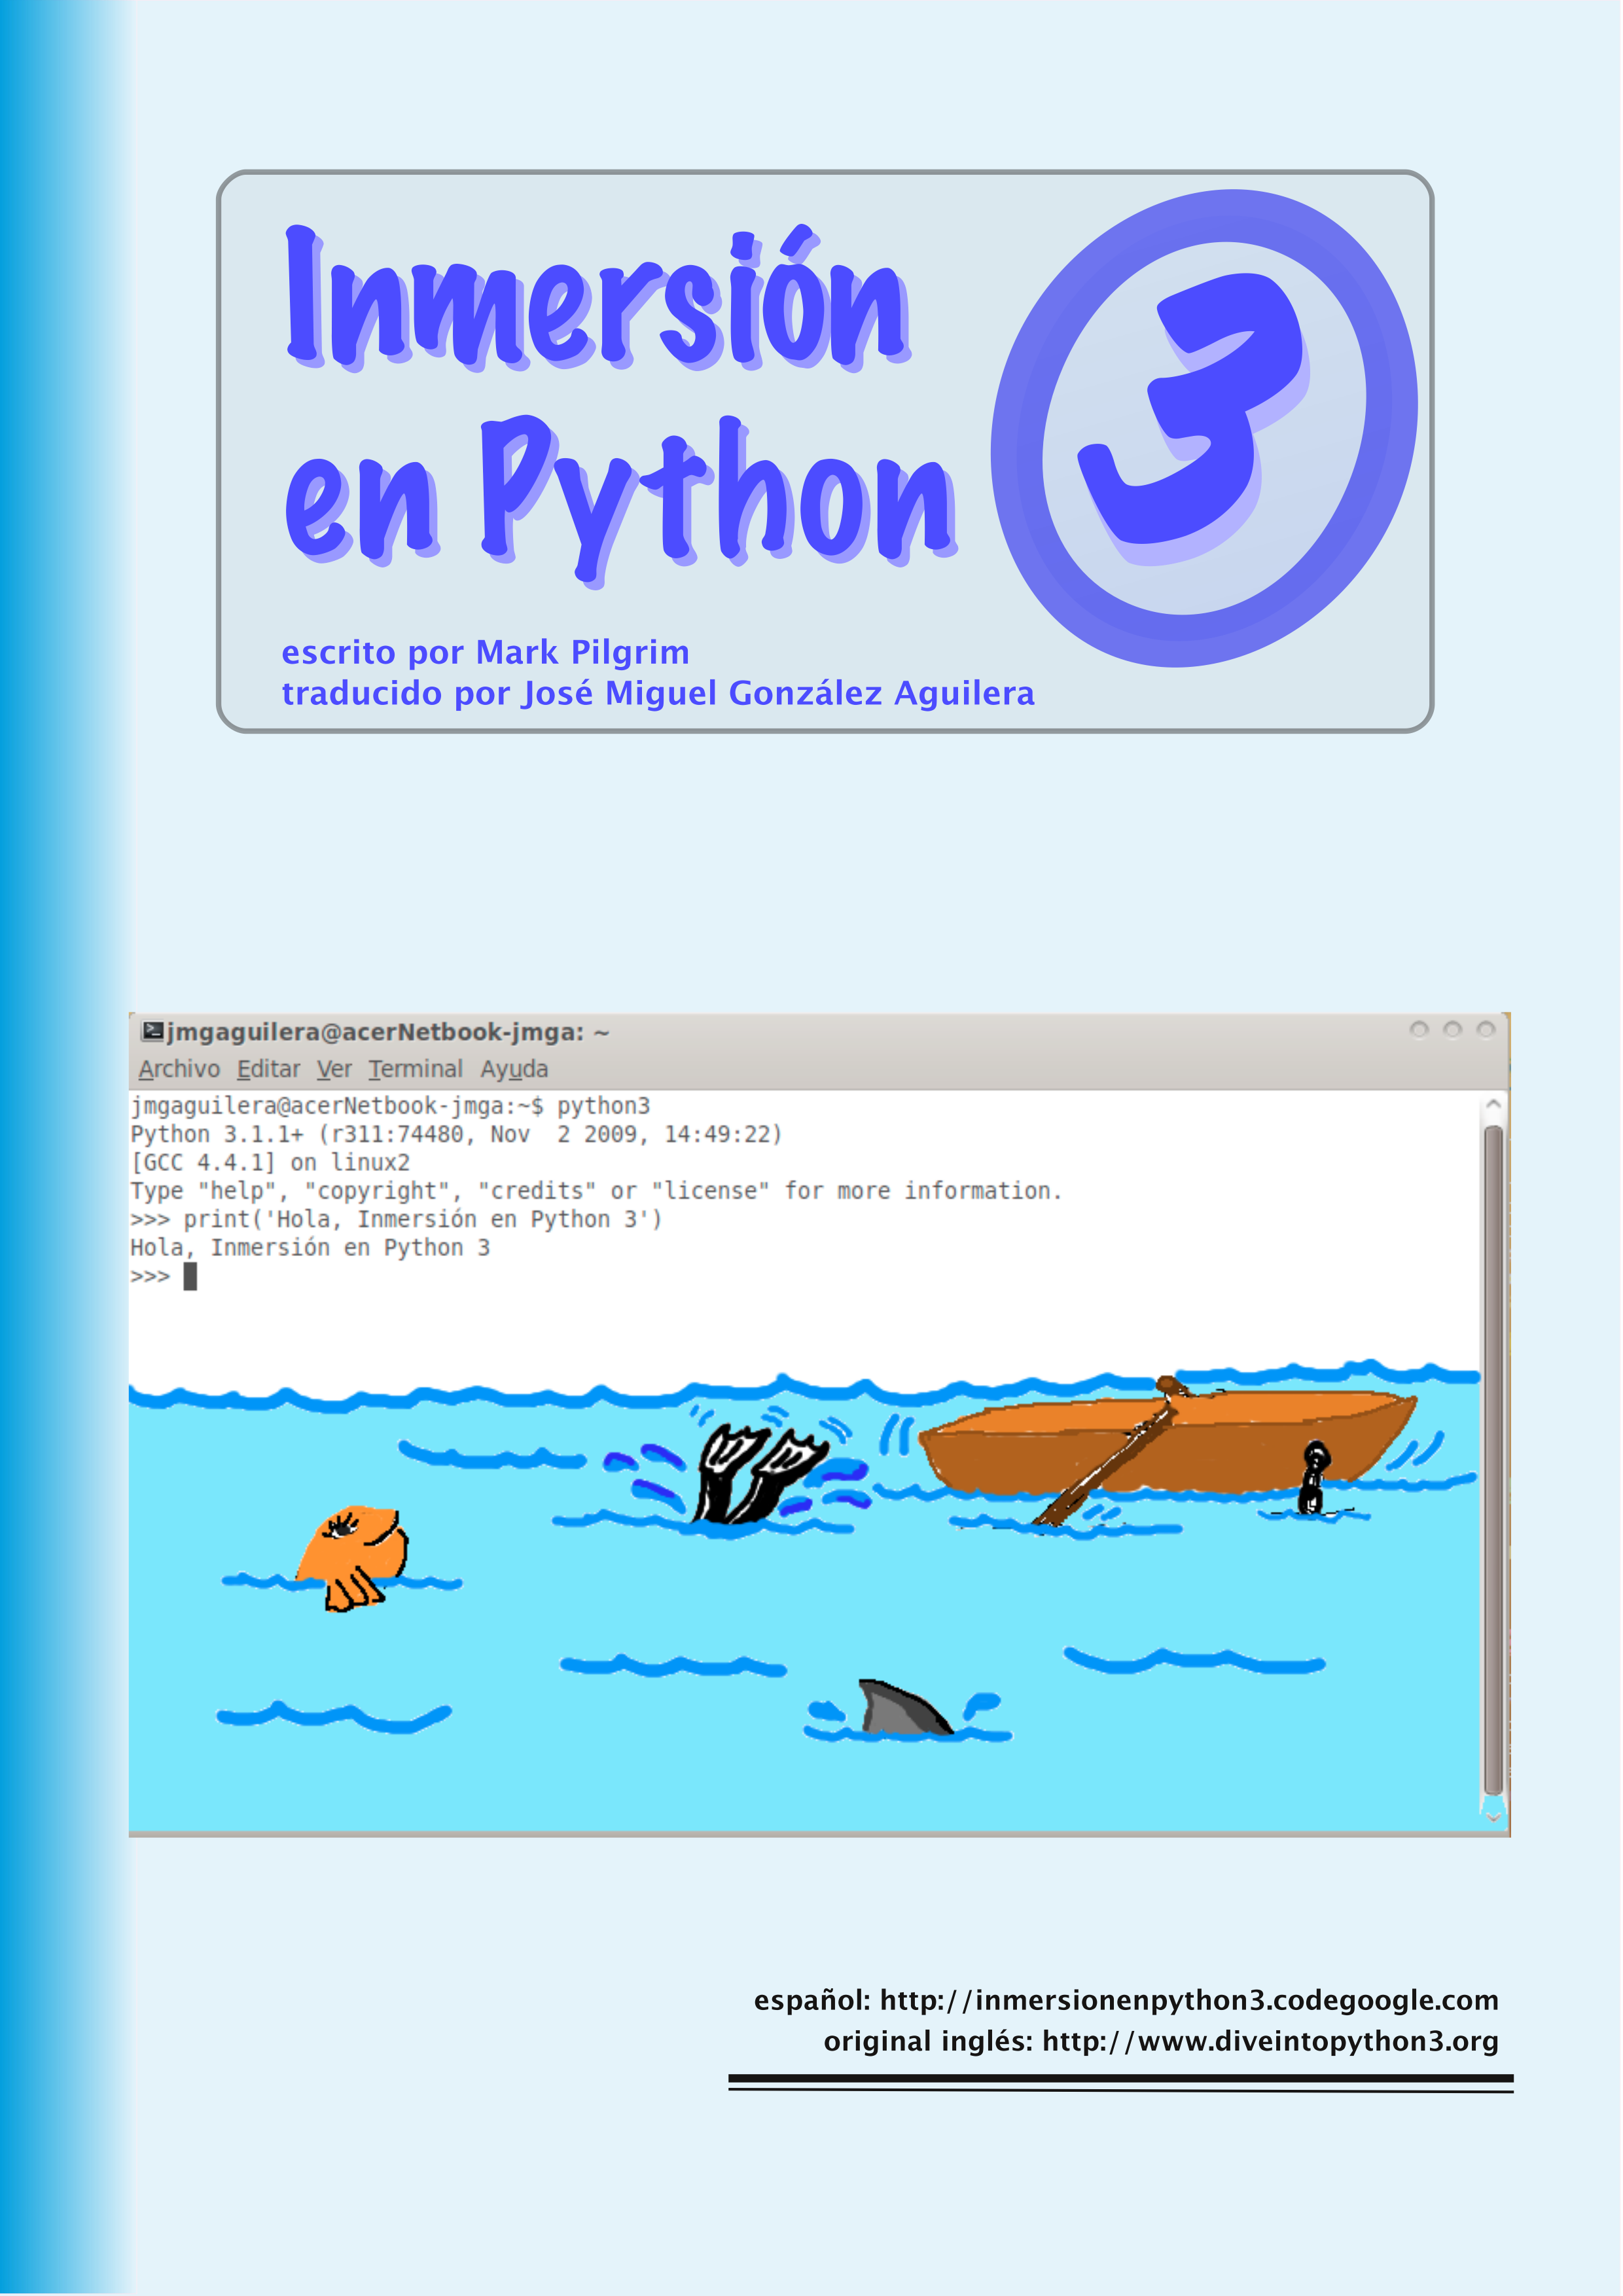 Inmersión
en Python
3
escrito por Mark Pilgrim
traducido por José Miguel González Aguilera
jmgaguilera@acerNetbook-jmga: ~
Archivo Editar Ver Terminal Ayuda
jmgaguilera@acerNetbook-jmga:~$ python3
Python 3.1.1+ (r311:74480, Nov  2 2009, 14:49:22)
[GCC 4.4.1] on linux2
Type "help", "copyright", "credits" or "license" for more information.
>>> print('Hola, Inmersión en Python 3')
Hola, Inmersión en Python 3
>>>
español: http://inmersionenpython3.codegoogle.com
original inglés: http://www.diveintopython3.org